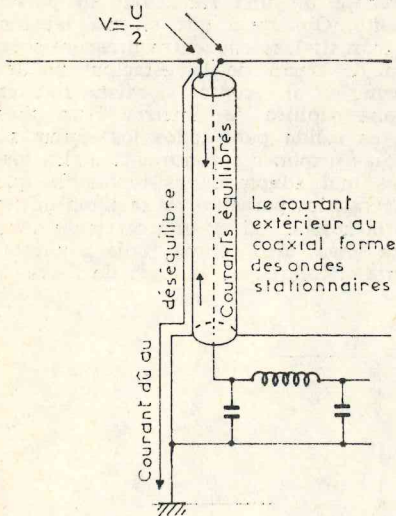 V = U/2
Courant dû au déséquilibre
Courants équilibrés
Le courant
extérieur au
coaxial forme
des ondes
stationnaires